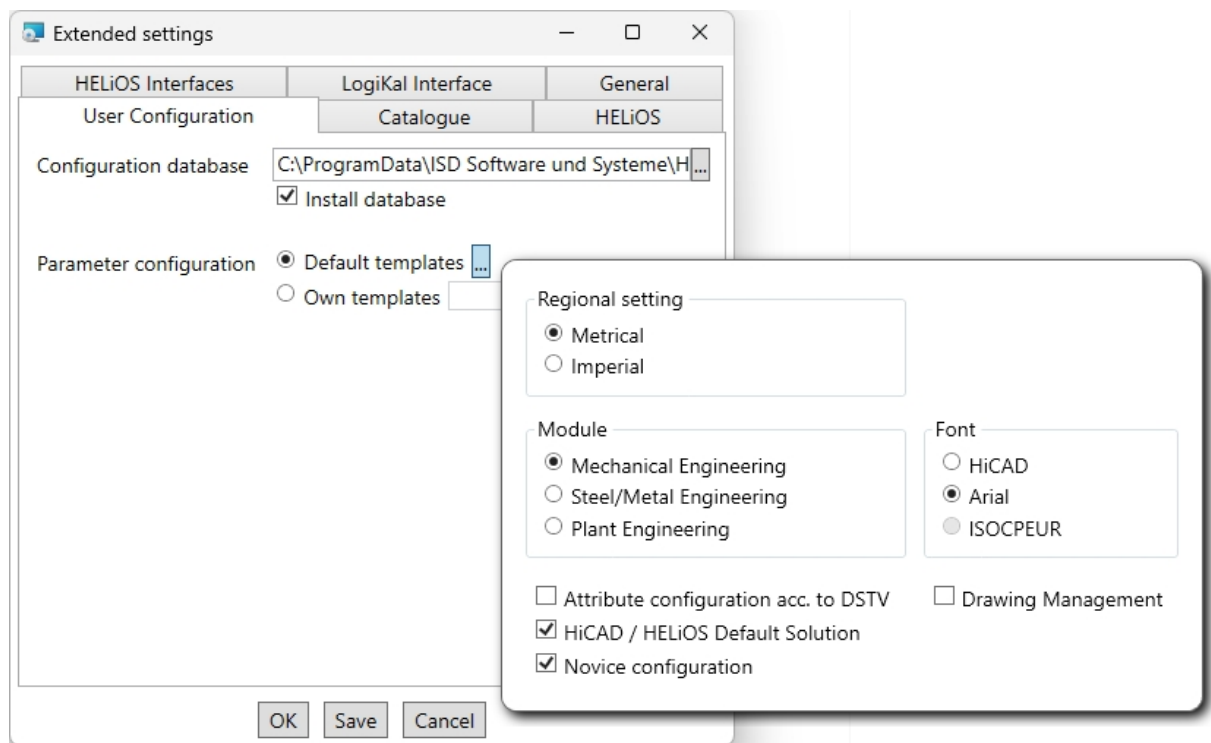 Extended settings
HELiOS Interfaces LogiKal Interface General
User Configuration Catalogue HELiOS
Configuration database C:\ProgramData\ISD Software und Systeme\H ...
Install database
Parameter configuration Default templates ...
Own templates
Regional setting
Metrical
Imperial
Module
Mechanical Engineering
Steel/Metal Engineering
Plant Engineering
Font
HiCAD
Arial
ISOCPEUR
Attribute configuration acc. to DSTV
Drawing Management
HiCAD / HELiOS Default Solution
Novice configuration
OK Save Cancel